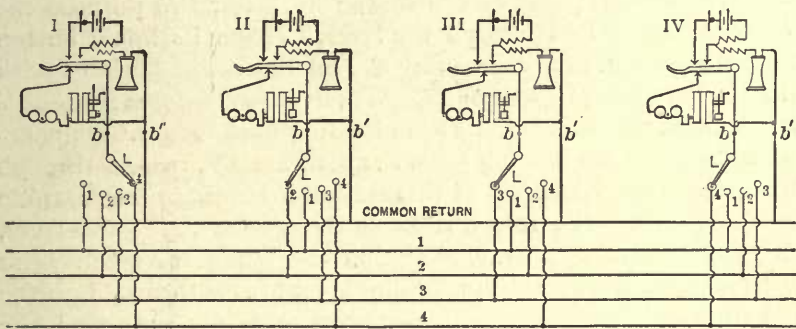 I II III IV
b b" b b' b b' b b'
L L L L
1 2 3 4 2 1 3 4 3 1 2 4 4 1 2 3
COMMON RETURN
1
2
3
4